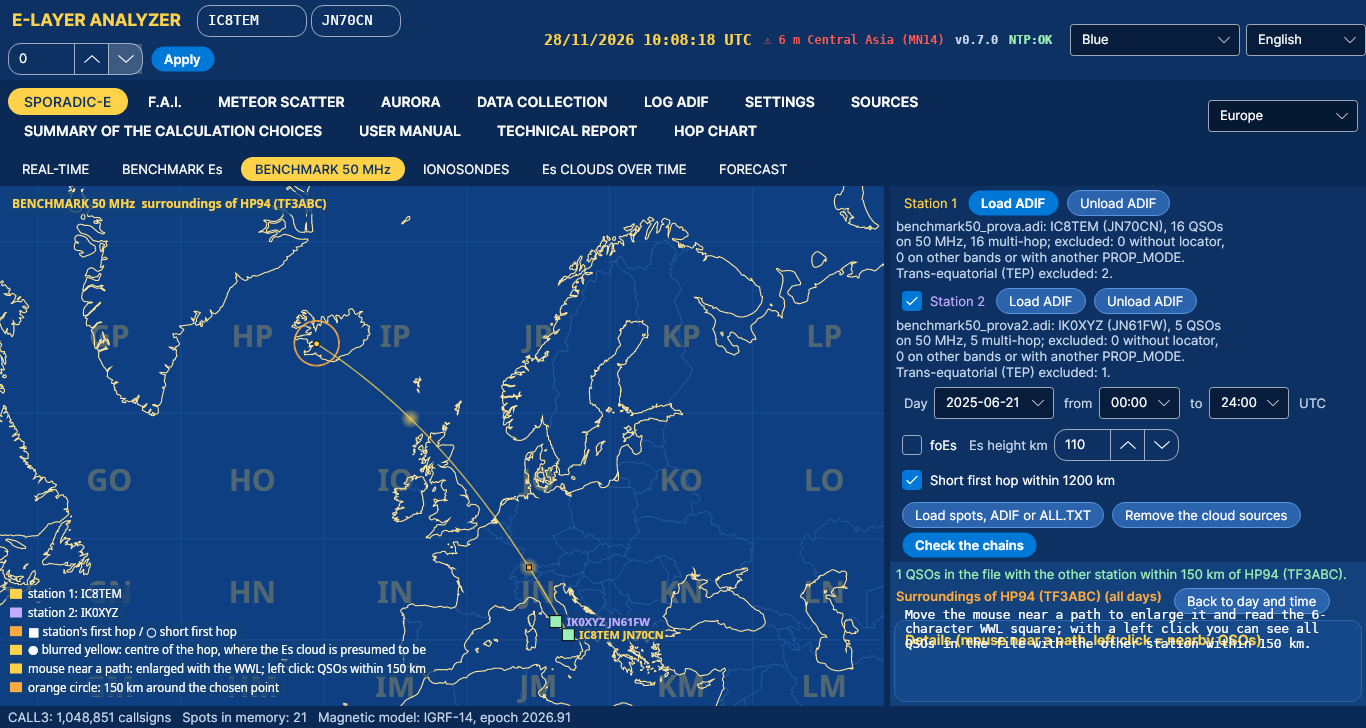 E-LAYER ANALYZER IC8TEM JN70CN
28/11/2026 10:08:18 UTC ⚠ 6 m Central Asia (MN14) v0.7.0 NTP:OK Blue English
0 Apply
SPORADIC-E F.A.I. METEOR SCATTER AURORA DATA COLLECTION LOG ADIF SETTINGS SOURCES
SUMMARY OF THE CALCULATION CHOICES USER MANUAL TECHNICAL REPORT HOP CHART
Europe
REAL-TIME BENCHMARK Es BENCHMARK 50 MHz IONOSONDES Es CLOUDS OVER TIME FORECAST
BENCHMARK 50 MHz surroundings of HP94 (TF3ABC)
GP HP IP JP KP LP
GO HO IO JO KO LO
GN HN IN JN KN LN
IM JM KM LM
IK0XYZ JN61FW
IC8TEM JN70CN
station 1: IC8TEM
station 2: IK0XYZ
■ station's first hop / ○ short first hop
● blurred yellow: centre of the hop, where the Es cloud is presumed to be
mouse near a path: enlarged with the WWL; left click: QSOs within 150 km
orange circle: 150 km around the chosen point
Station 1 Load ADIF Unload ADIF
benchmark50_prova.adi: IC8TEM (JN70CN), 16 QSOs
on 50 MHz, 16 multi-hop; excluded: 0 without locator,
0 on other bands or with another PROP_MODE.
Trans-equatorial (TEP) excluded: 2.
Station 2 Load ADIF Unload ADIF
benchmark50_prova2.adi: IK0XYZ (JN61FW), 5 QSOs
on 50 MHz, 5 multi-hop; excluded: 0 without locator,
0 on other bands or with another PROP_MODE.
Trans-equatorial (TEP) excluded: 1.
Day 2025-06-21 from 00:00 to 24:00 UTC
foEs Es height km 110
Short first hop within 1200 km
Load spots, ADIF or ALL.TXT Remove the cloud sources
Check the chains
1 QSOs in the file with the other station within 150 km of HP94 (TF3ABC).
Surroundings of HP94 (TF3ABC) (all days) Back to day and time
Move the mouse near a path to enlarge it and read the 6-
character WWL square; with a left click you can see all
QSOs in the file with the other station within 150 km.
Details (mouse near a path, left click = nearby QSOs)
CALL3: 1,048,851 callsigns Spots in memory: 21 Magnetic model: IGRF-14, epoch 2026.91